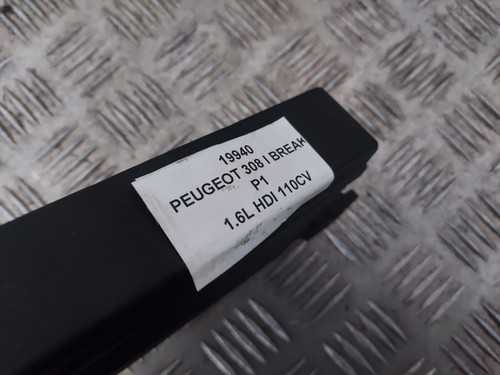 19940
PEUGEOT 308 I BREAK
P1
1.6L HDI 110CV